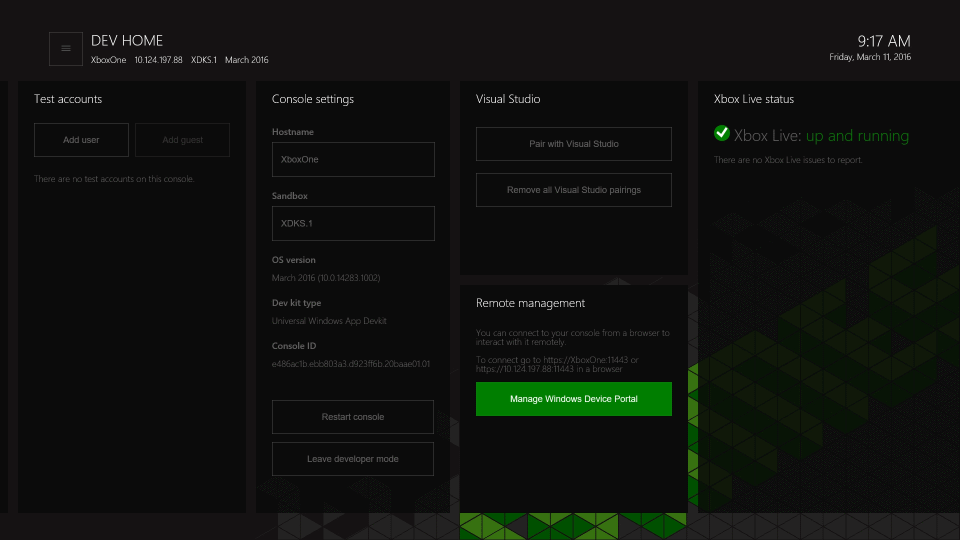 DEV HOME
XboxOne 10.124.197.88 XDKS.1 March 2016
9:17 AM
Friday, March 11, 2016
Test accounts
Add user
Add guest
There are no test accounts on this console.
Console settings
Hostname
XboxOne
Sandbox
XDKS.1
OS version
March 2016 (10.0.14283.1002)
Dev kit type
Universal Windows App Devkit
Console ID
e486ac1b.ebb803a3.d923ff6b.20baae01.01
Restart console
Leave developer mode
Visual Studio
Pair with Visual Studio
Remove all Visual Studio pairings
Remote management
You can connect to your console from a browser to
interact with it remotely.
To connect go to https://XboxOne:11443 or
https://10.124.197.88:11443 in a browser
Manage Windows Device Portal
Xbox Live status
Xbox Live: up and running
There are no Xbox Live issues to report.